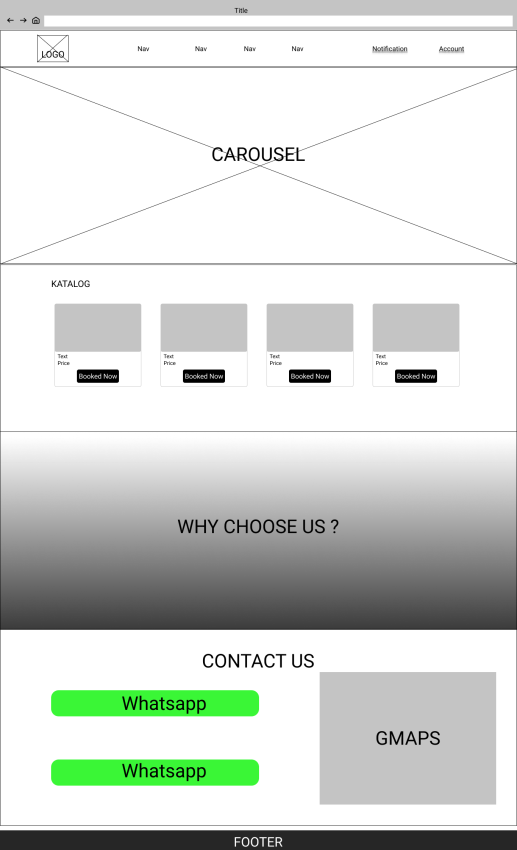 Title
LOGO
Nav
Nav
Nav
Nav
Notification
Account
CAROUSEL
KATALOG
Text
Price
Booked Now
Text
Price
Booked Now
Text
Price
Booked Now
Text
Price
Booked Now
WHY CHOOSE US ?
CONTACT US
Whatsapp
Whatsapp
GMAPS
FOOTER